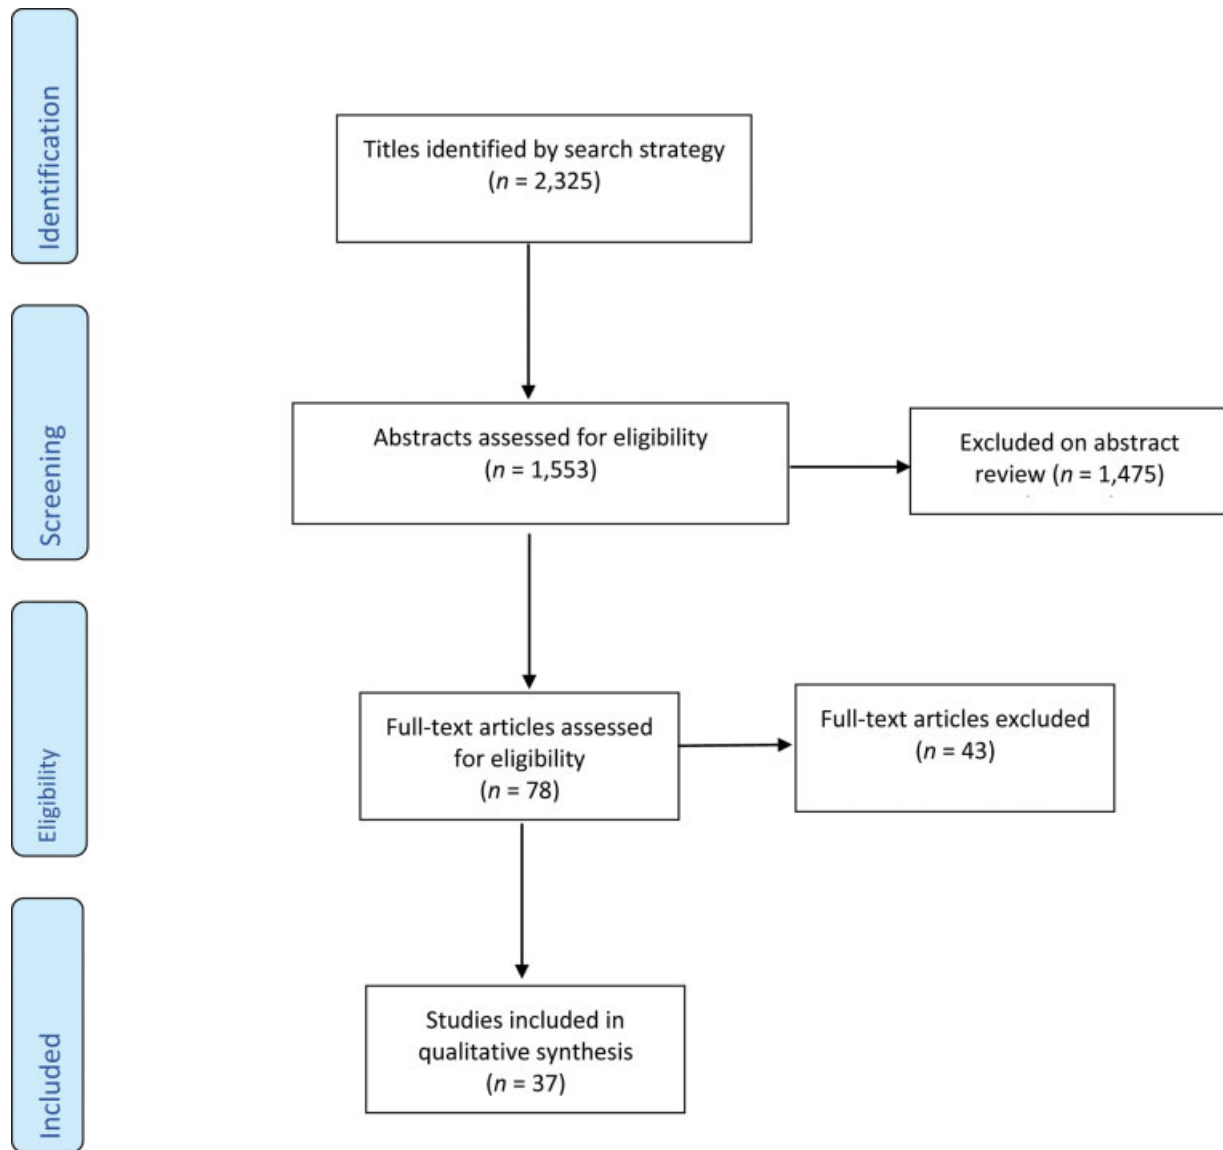 Identification
Titles identified by search strategy
(n = 2,325)
Screening
Abstracts assessed for eligibility
(n = 1,553)
Excluded on abstract
review (n = 1,475)
Eligibility
Full-text articles assessed
for eligibility
(n = 78)
Full-text articles excluded
(n = 43)
Included
Studies included in
qualitative synthesis
(n = 37)